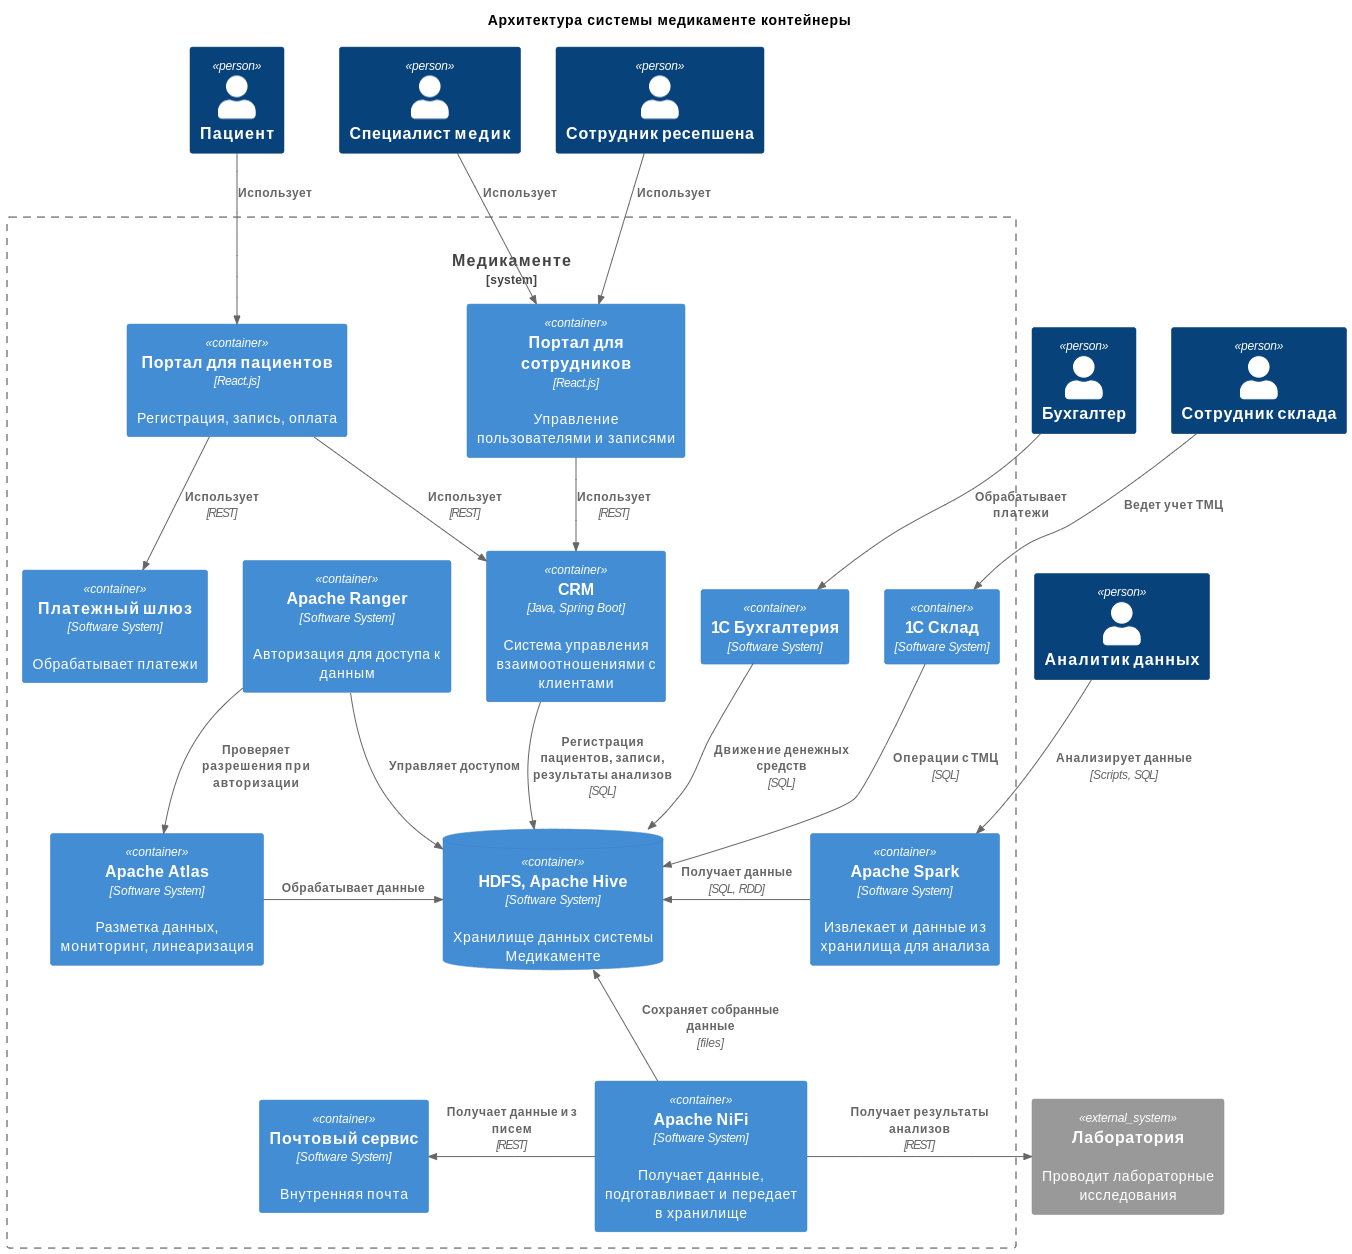 Архитектура системы медикаменте контейнеры
«person»
Пациент
«person»
Специалист медик
«person»
Сотрудник ресепшена
Использует
Использует
Использует
Медикаменте
[system]
«container»
Портал для пациентов
[React.js]
Регистрация, запись, оплата
«container»
Портал для
сотрудников
[React.js]
Управление
пользователями и записями
«person»
Бухгалтер
«person»
Сотрудник склада
Использует
[REST]
Использует
[REST]
Использует
[REST]
Обрабатывает
платежи
Ведет учет ТМЦ
«container»
Платежный шлюз
[Software System]
Обрабатывает платежи
«container»
Apache Ranger
[Software System]
Авторизация для доступа к
данным
«container»
CRM
[Java, Spring Boot]
Система управления
взаимоотношениями с
клиентами
«container»
1С Бухгалтерия
[Software System]
«container»
1С Склад
[Software System]
«person»
Аналитик данных
Проверяет
разрешения при
авторизации
Управляет доступом
Регистрация
пациентов, записи,
результаты анализов
[SQL]
Движение денежных
средств
[SQL]
Операции с ТМЦ
[SQL]
Анализирует данные
[Scripts, SQL]
«container»
Apache Atlas
[Software System]
Разметка данных,
мониторинг, линеаризация
Обрабатывает данные
«container»
HDFS, Apache Hive
[Software System]
Хранилище данных системы
Медикаменте
Получает данные
[SQL, RDD]
«container»
Apache Spark
[Software System]
Извлекает и данные из
хранилища для анализа
Сохраняет собранные
данные
[files]
«container»
Почтовый сервис
[Software System]
Внутренняя почта
Получает данные из
писем
[REST]
«container»
Apache NiFi
[Software System]
Получает данные,
подготавливает и передает
в хранилище
Получает результаты
анализов
[REST]
«external_system»
Лаборатория
Проводит лабораторные
исследования